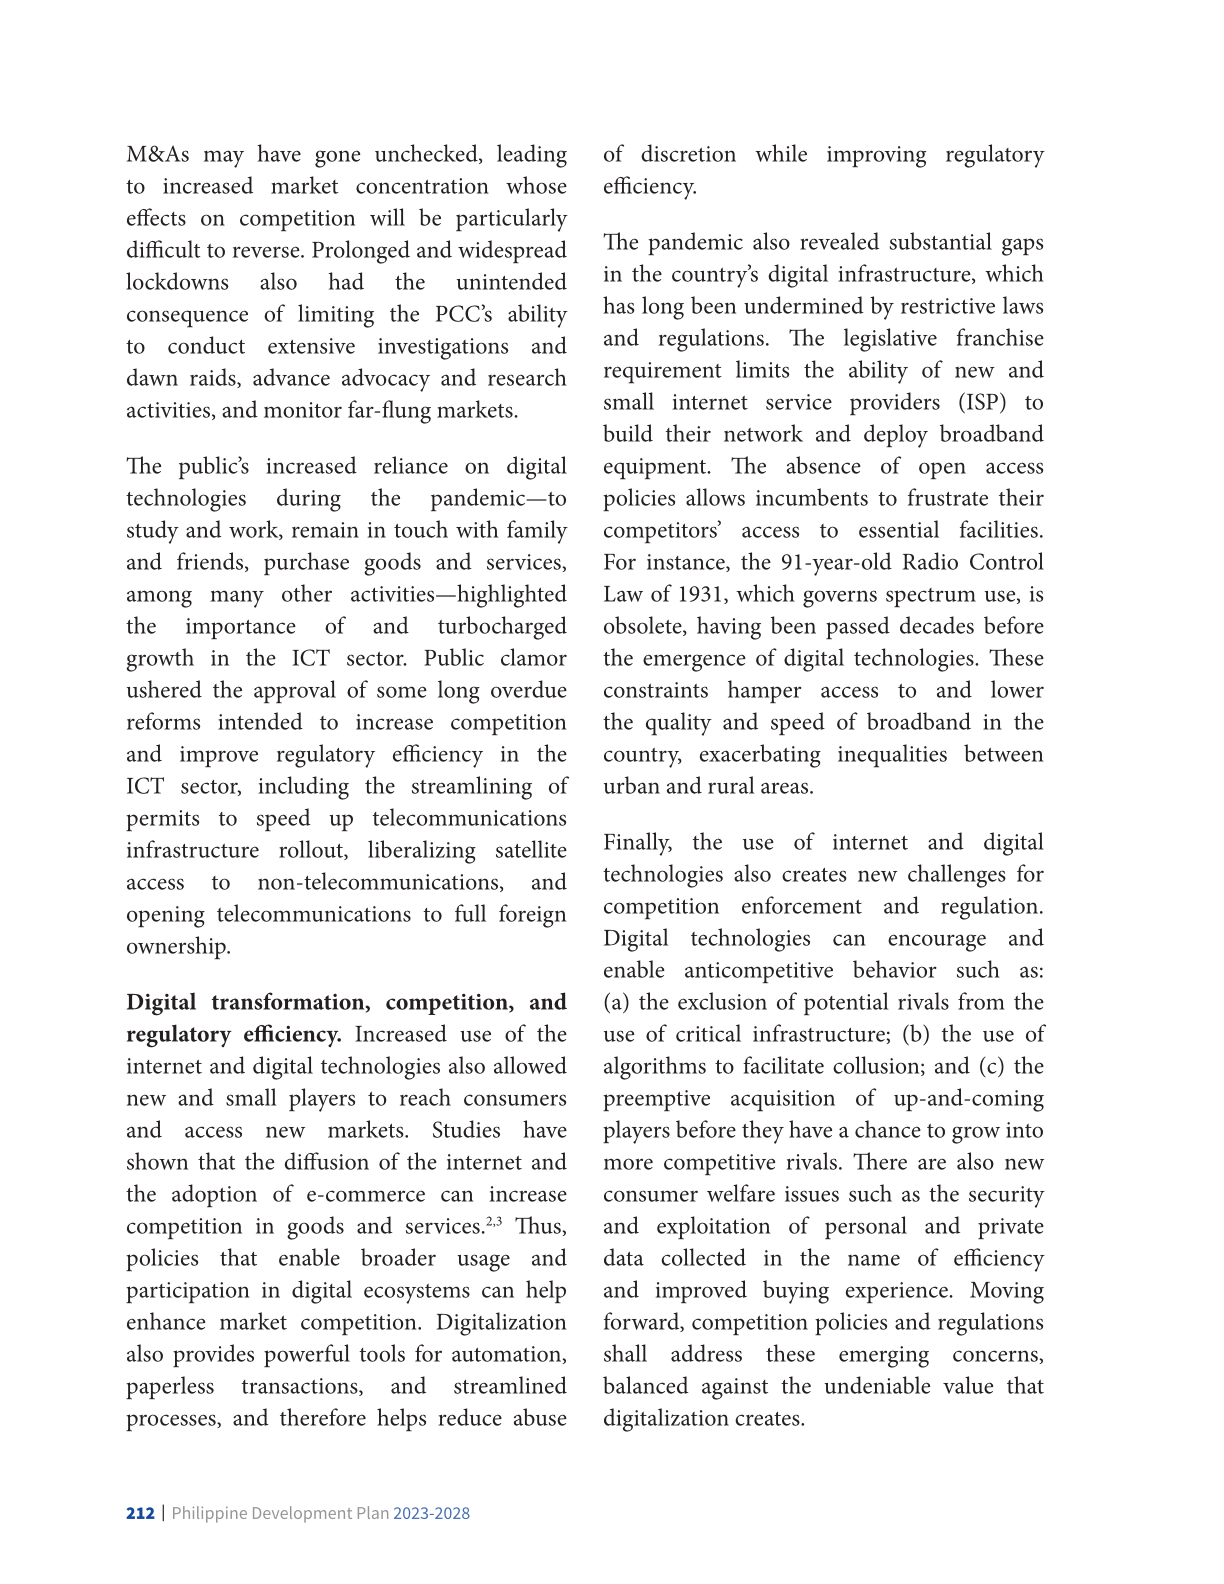 M&As may have gone unchecked, leading
to increased market concentration whose
effects on competition will be particularly
difficult to reverse. Prolonged and widespread
lockdowns also had the unintended
consequence of limiting the PCC’s ability
to conduct extensive investigations and
dawn raids, advance advocacy and research
activities, and monitor far-flung markets.
The public’s increased reliance on digital
technologies during the pandemic—to
study and work, remain in touch with family
and friends, purchase goods and services,
among many other activities—highlighted
the importance of and turbocharged
growth in the ICT sector. Public clamor
ushered the approval of some long overdue
reforms intended to increase competition
and improve regulatory efficiency in the
ICT sector, including the streamlining of
permits to speed up telecommunications
infrastructure rollout, liberalizing satellite
access to non-telecommunications, and
opening telecommunications to full foreign
ownership.
Digital transformation, competition, and
regulatory efficiency. Increased use of the
internet and digital technologies also allowed
new and small players to reach consumers
and access new markets. Studies have
shown that the diffusion of the internet and
the adoption of e-commerce can increase
competition in goods and services.2,3 Thus,
policies that enable broader usage and
participation in digital ecosystems can help
enhance market competition. Digitalization
also provides powerful tools for automation,
paperless transactions, and streamlined
processes, and therefore helps reduce abuse
of discretion while improving regulatory
efficiency.
The pandemic also revealed substantial gaps
in the country’s digital infrastructure, which
has long been undermined by restrictive laws
and regulations. The legislative franchise
requirement limits the ability of new and
small internet service providers (ISP) to
build their network and deploy broadband
equipment. The absence of open access
policies allows incumbents to frustrate their
competitors’ access to essential facilities.
For instance, the 91-year-old Radio Control
Law of 1931, which governs spectrum use, is
obsolete, having been passed decades before
the emergence of digital technologies. These
constraints hamper access to and lower
the quality and speed of broadband in the
country, exacerbating inequalities between
urban and rural areas.
Finally, the use of internet and digital
technologies also creates new challenges for
competition enforcement and regulation.
Digital technologies can encourage and
enable anticompetitive behavior such as:
(a) the exclusion of potential rivals from the
use of critical infrastructure; (b) the use of
algorithms to facilitate collusion; and (c) the
preemptive acquisition of up-and-coming
players before they have a chance to grow into
more competitive rivals. There are also new
consumer welfare issues such as the security
and exploitation of personal and private
data collected in the name of efficiency
and improved buying experience. Moving
forward, competition policies and regulations
shall address these emerging concerns,
balanced against the undeniable value that
digitalization creates.
212 | Philippine Development Plan 2023-2028